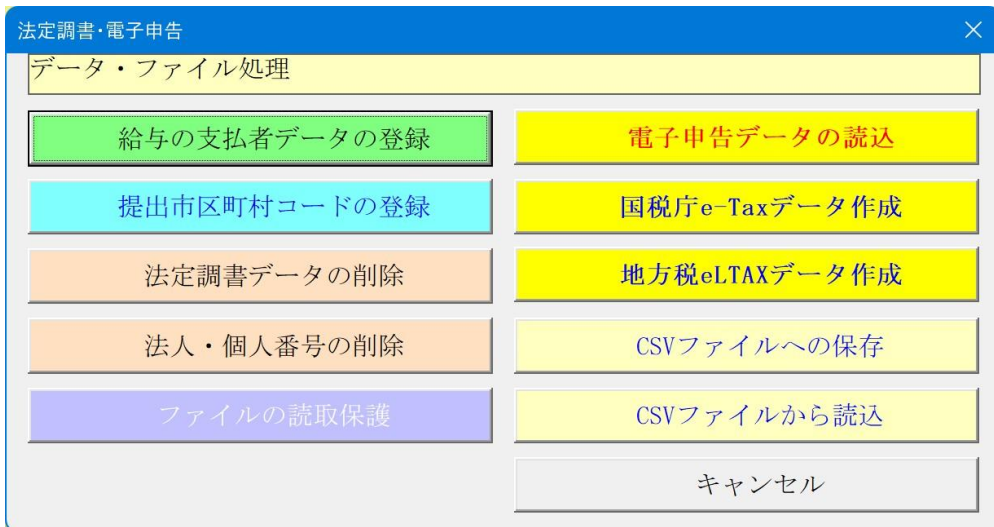 法定調書・電子申告
データ・ファイル処理
給与の支払者データの登録
電子申告データの読込
提出市区町村コードの登録
国税庁e-Taxデータ作成
法定調書データの削除
地方税eLTAXデータ作成
法人・個人番号の削除
CSVファイルへの保存
ファイルの読取保護
CSVファイルから読込
キャンセル